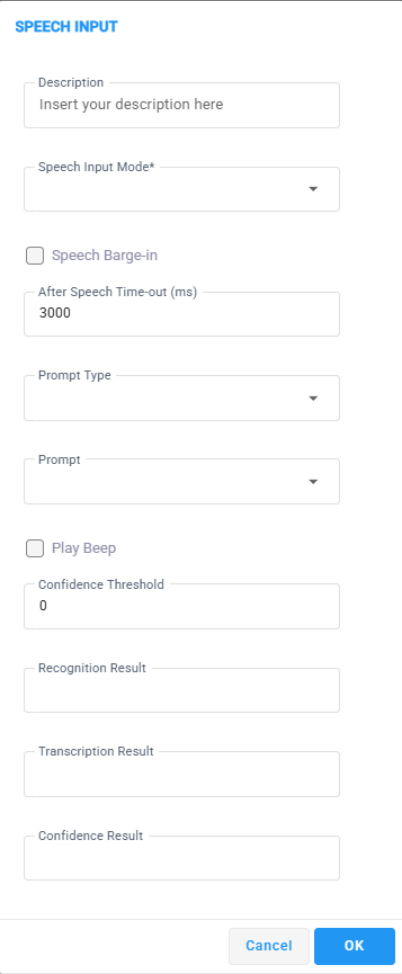 SPEECH INPUT
Description
Insert your description here
Speech Input Mode*
Speech Barge-in
After Speech Time-out (ms)
3000
Prompt Type
Prompt
Play Beep
Confidence Threshold
0
Recognition Result
Transcription Result
Confidence Result
Cancel
OK